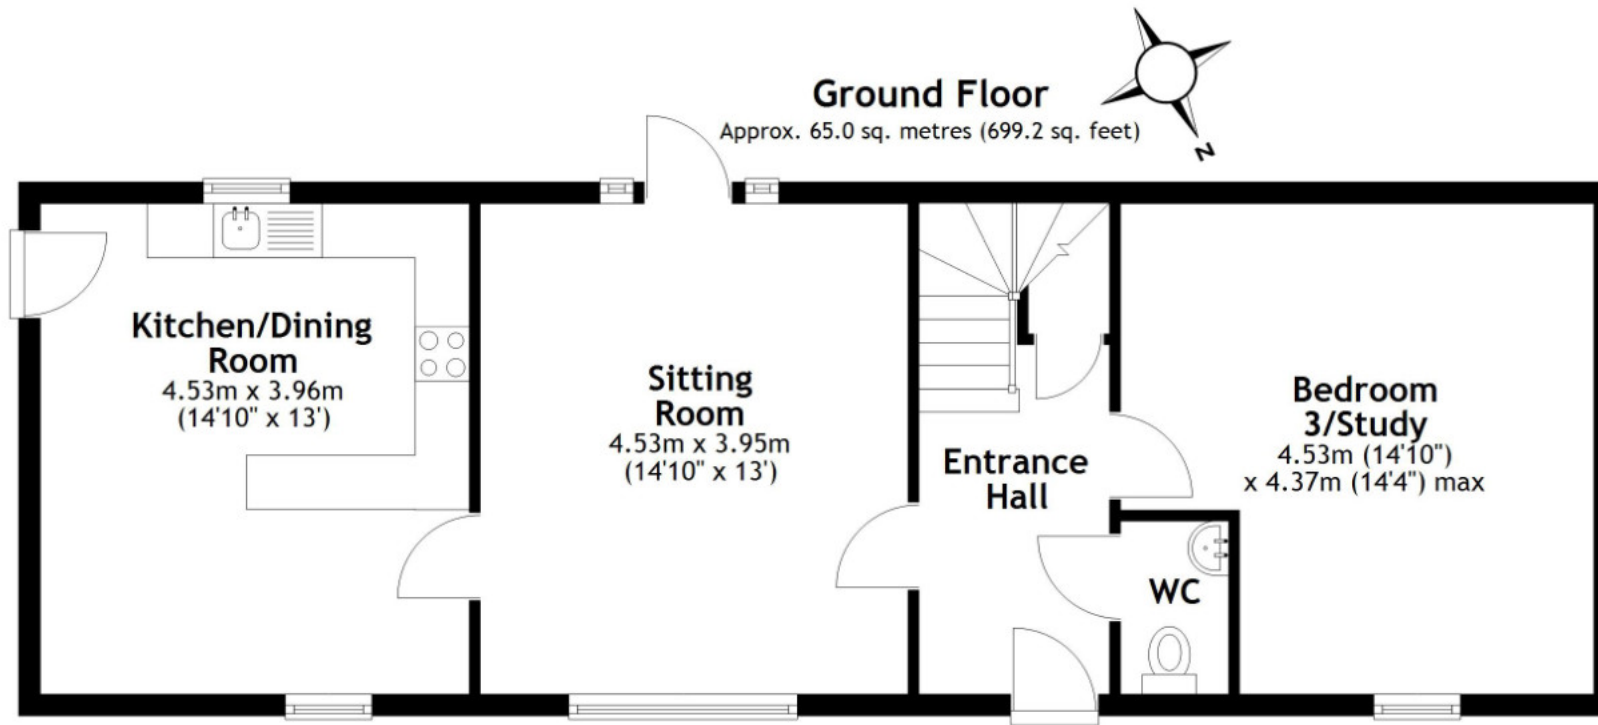 Ground Floor
Approx. 65.0 sq. metres (699.2 sq. feet)
N
Kitchen/Dining
Room
4.53m x 3.96m
(14'10" x 13')
Sitting
Room
4.53m x 3.95m
(14'10" x 13')
Entrance
Hall
Bedroom
3/Study
4.53m (14'10")
x 4.37m (14'4") max
WC